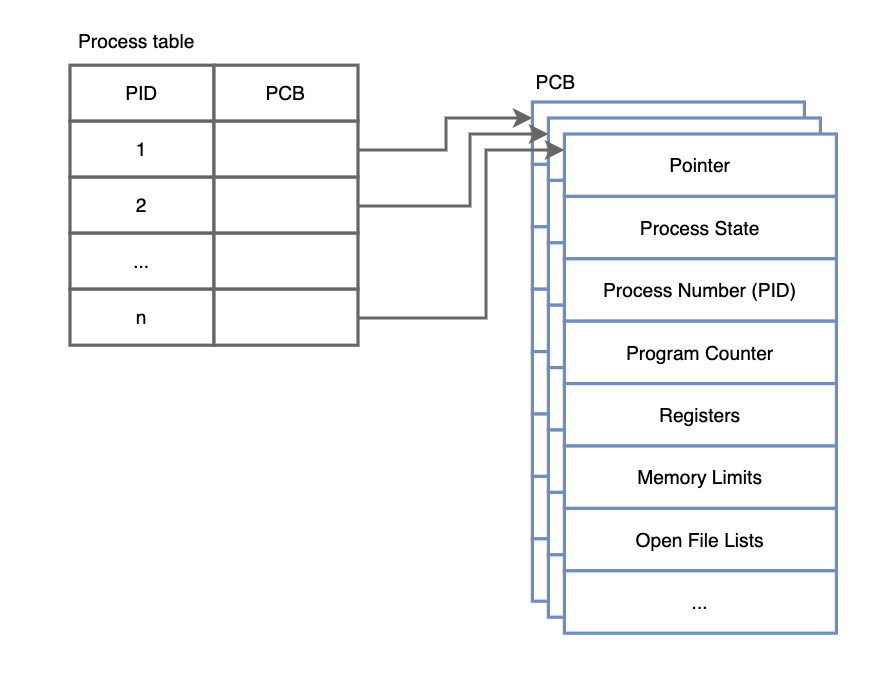 Process table
PID PCB
1
2
...
n
PCB
Pointer
Process State
Process Number (PID)
Program Counter
Registers
Memory Limits
Open File Lists
...